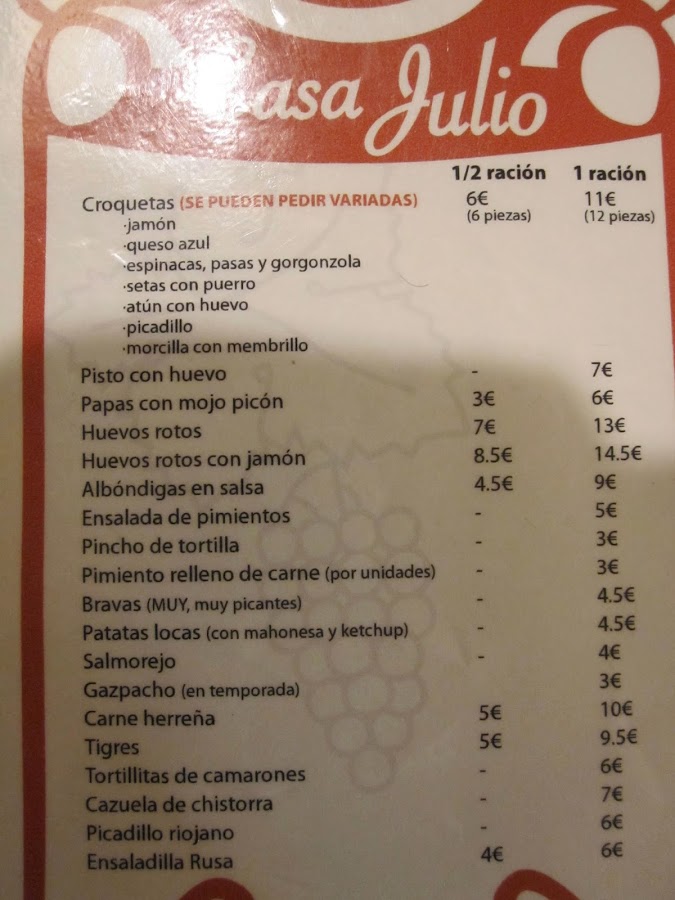 Casa Julio
1/2 ración 1 ración
Croquetas (SE PUEDEN PEDIR VARIADAS) 6€ 11€
(6 piezas) (12 piezas)
·jamón
·queso azul
·espinacas, pasas y gorgonzola
·setas con puerro
·atún con huevo
·picadillo
·morcilla con membrillo
Pisto con huevo - 7€
Papas con mojo picón 3€ 6€
Huevos rotos 7€ 13€
Huevos rotos con jamón 8.5€ 14.5€
Albóndigas en salsa 4.5€ 9€
Ensalada de pimientos - 5€
Pincho de tortilla - 3€
Pimiento relleno de carne (por unidades) - 3€
Bravas (MUY, muy picantes) - 4.5€
Patatas locas (con mahonesa y ketchup) - 4.5€
Salmorejo - 4€
Gazpacho (en temporada) 3€
Carne herreña 5€ 10€
Tigres 5€ 9.5€
Tortillitas de camarones - 6€
Cazuela de chistorra - 7€
Picadillo riojano - 6€
Ensaladilla Rusa 4€ 6€